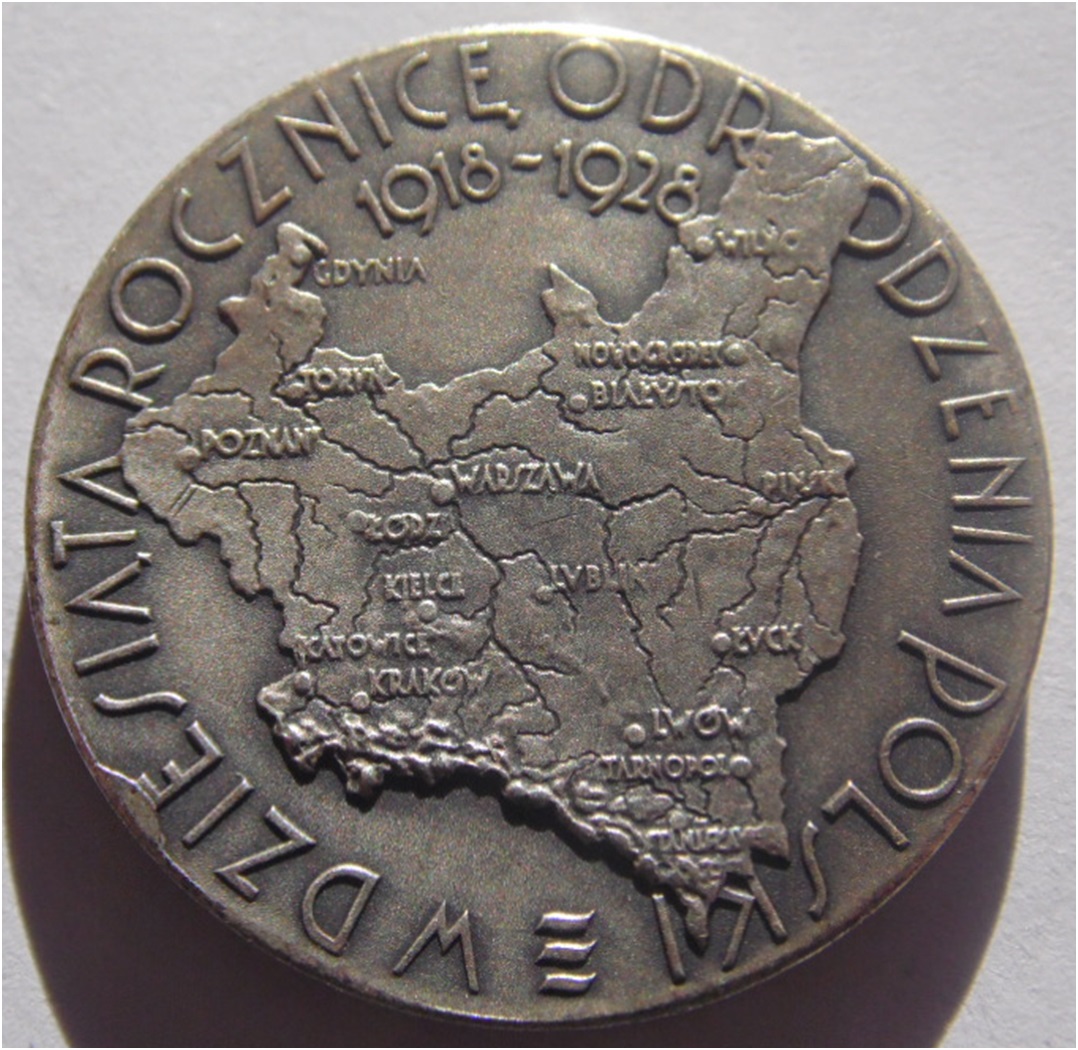 W DZIESIĄTĄ ROCZNICĘ ODRODZENIA POLSKI
1918-1928
WILNO
GDYNIA
NOWOGRÓDEK
TORUŃ
BIAŁYSTOK
POZNAŃ
WARSZAWA
PIŃSK
ŁÓDŹ
LUBLIN
KIELCE
ŁUCK
KATOWICE
KRAKÓW
LWÓW
TARNOPOL